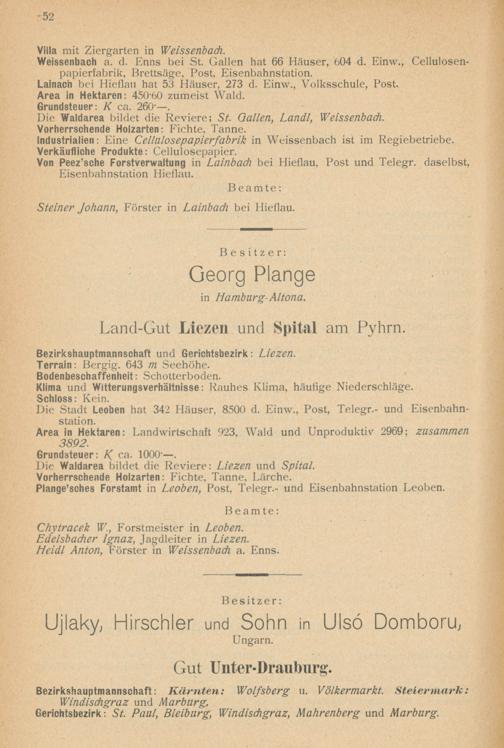 52
Villa mit Ziergarten in Weissenbach.
Weissenbach a. d. Enns bei St. Gallen hat 66 Häuser, 604 d. Einw., Cellulosen-
papierfabrik, Brettsäge, Post, Eisenbahnstation.
Lainach bei Hieflau hat 53 Häuser, 273 d. Einw., Volksschule, Post.
Area in Hektaren: 450·60 zumeist Wald.
Grundsteuer: K ca. 260·—.
Die Waldarea bildet die Reviere: St. Gallen, Landl, Weissenbach.
Vorherrschende Holzarten: Fichte, Tanne.
Industrialien: Eine Cellulosepapierfabrik in Weissenbach ist im Regiebetriebe.
Verkäufliche Produkte: Cellulosepapier.
Von Peez'sche Forstverwaltung in Lainbach bei Hieflau, Post und Telegr. daselbst,
Eisenbahnstation Hieflau.
Beamte:
Steiner Johann, Förster in Lainbach bei Hieflau.
Besitzer:
Georg Plange
in Hamburg-Altona.
Land-Gut Liezen und Spital am Pyhrn.
Bezirkshauptmannschaft und Gerichtsbezirk: Liezen.
Terrain: Bergig. 643 m Seehöhe.
Bodenbeschaffenheit: Schotterboden.
Klima und Witterungsverhältnisse: Rauhes Klima, häufige Niederschläge.
Schloss: Kein.
Die Stadt Leoben hat 342 Häuser, 8500 d. Einw., Post, Telegr.- und Eisenbahn-
station.
Area in Hektaren: Landwirtschaft 923, Wald und Unproduktiv 2969; zusammen
3892.
Grundsteuer: K ca. 1000·—.
Die Waldarea bildet die Reviere: Liezen und Spital.
Vorherrschende Holzarten: Fichte, Tanne, Lärche.
Plange'sches Forstamt in Leoben, Post, Telegr.- und Eisenbahnstation Leoben.
Beamte:
Chytracek W., Forstmeister in Leoben.
Edelsbacher Ignaz, Jagdleiter in Liezen.
Heidl Anton, Förster in Weissenbach a. Enns.
Besitzer:
Ujlaky, Hirschler und Sohn in Ulsó Domboru,
Ungarn.
Gut Unter-Drauburg.
Bezirkshauptmannschaft: Kärnten: Wolfsberg u. Völkermarkt. Steiermark:
Windischgraz und Marburg.
Gerichtsbezirk: St. Paul, Bleiburg, Windischgraz, Mahrenberg und Marburg.